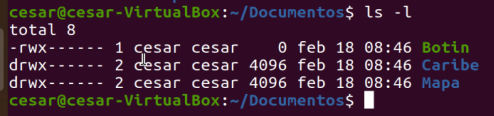 cesar@cesar-VirtualBox:~/Documentos$ ls -l
total 8
-rwx------ 1 cesar cesar    0 feb 18 08:46 Botin
drwx------ 2 cesar cesar 4096 feb 18 08:46 Caribe
drwx------ 2 cesar cesar 4096 feb 18 08:46 Mapa
cesar@cesar-VirtualBox:~/Documentos$